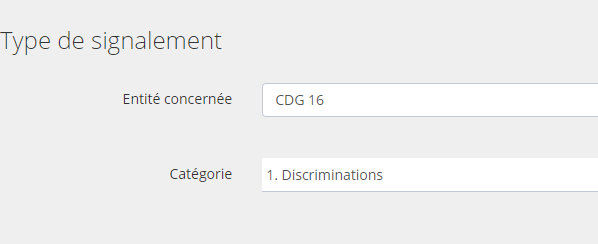 Type de signalement
Entité concernée CDG 16
Catégorie 1. Discriminations